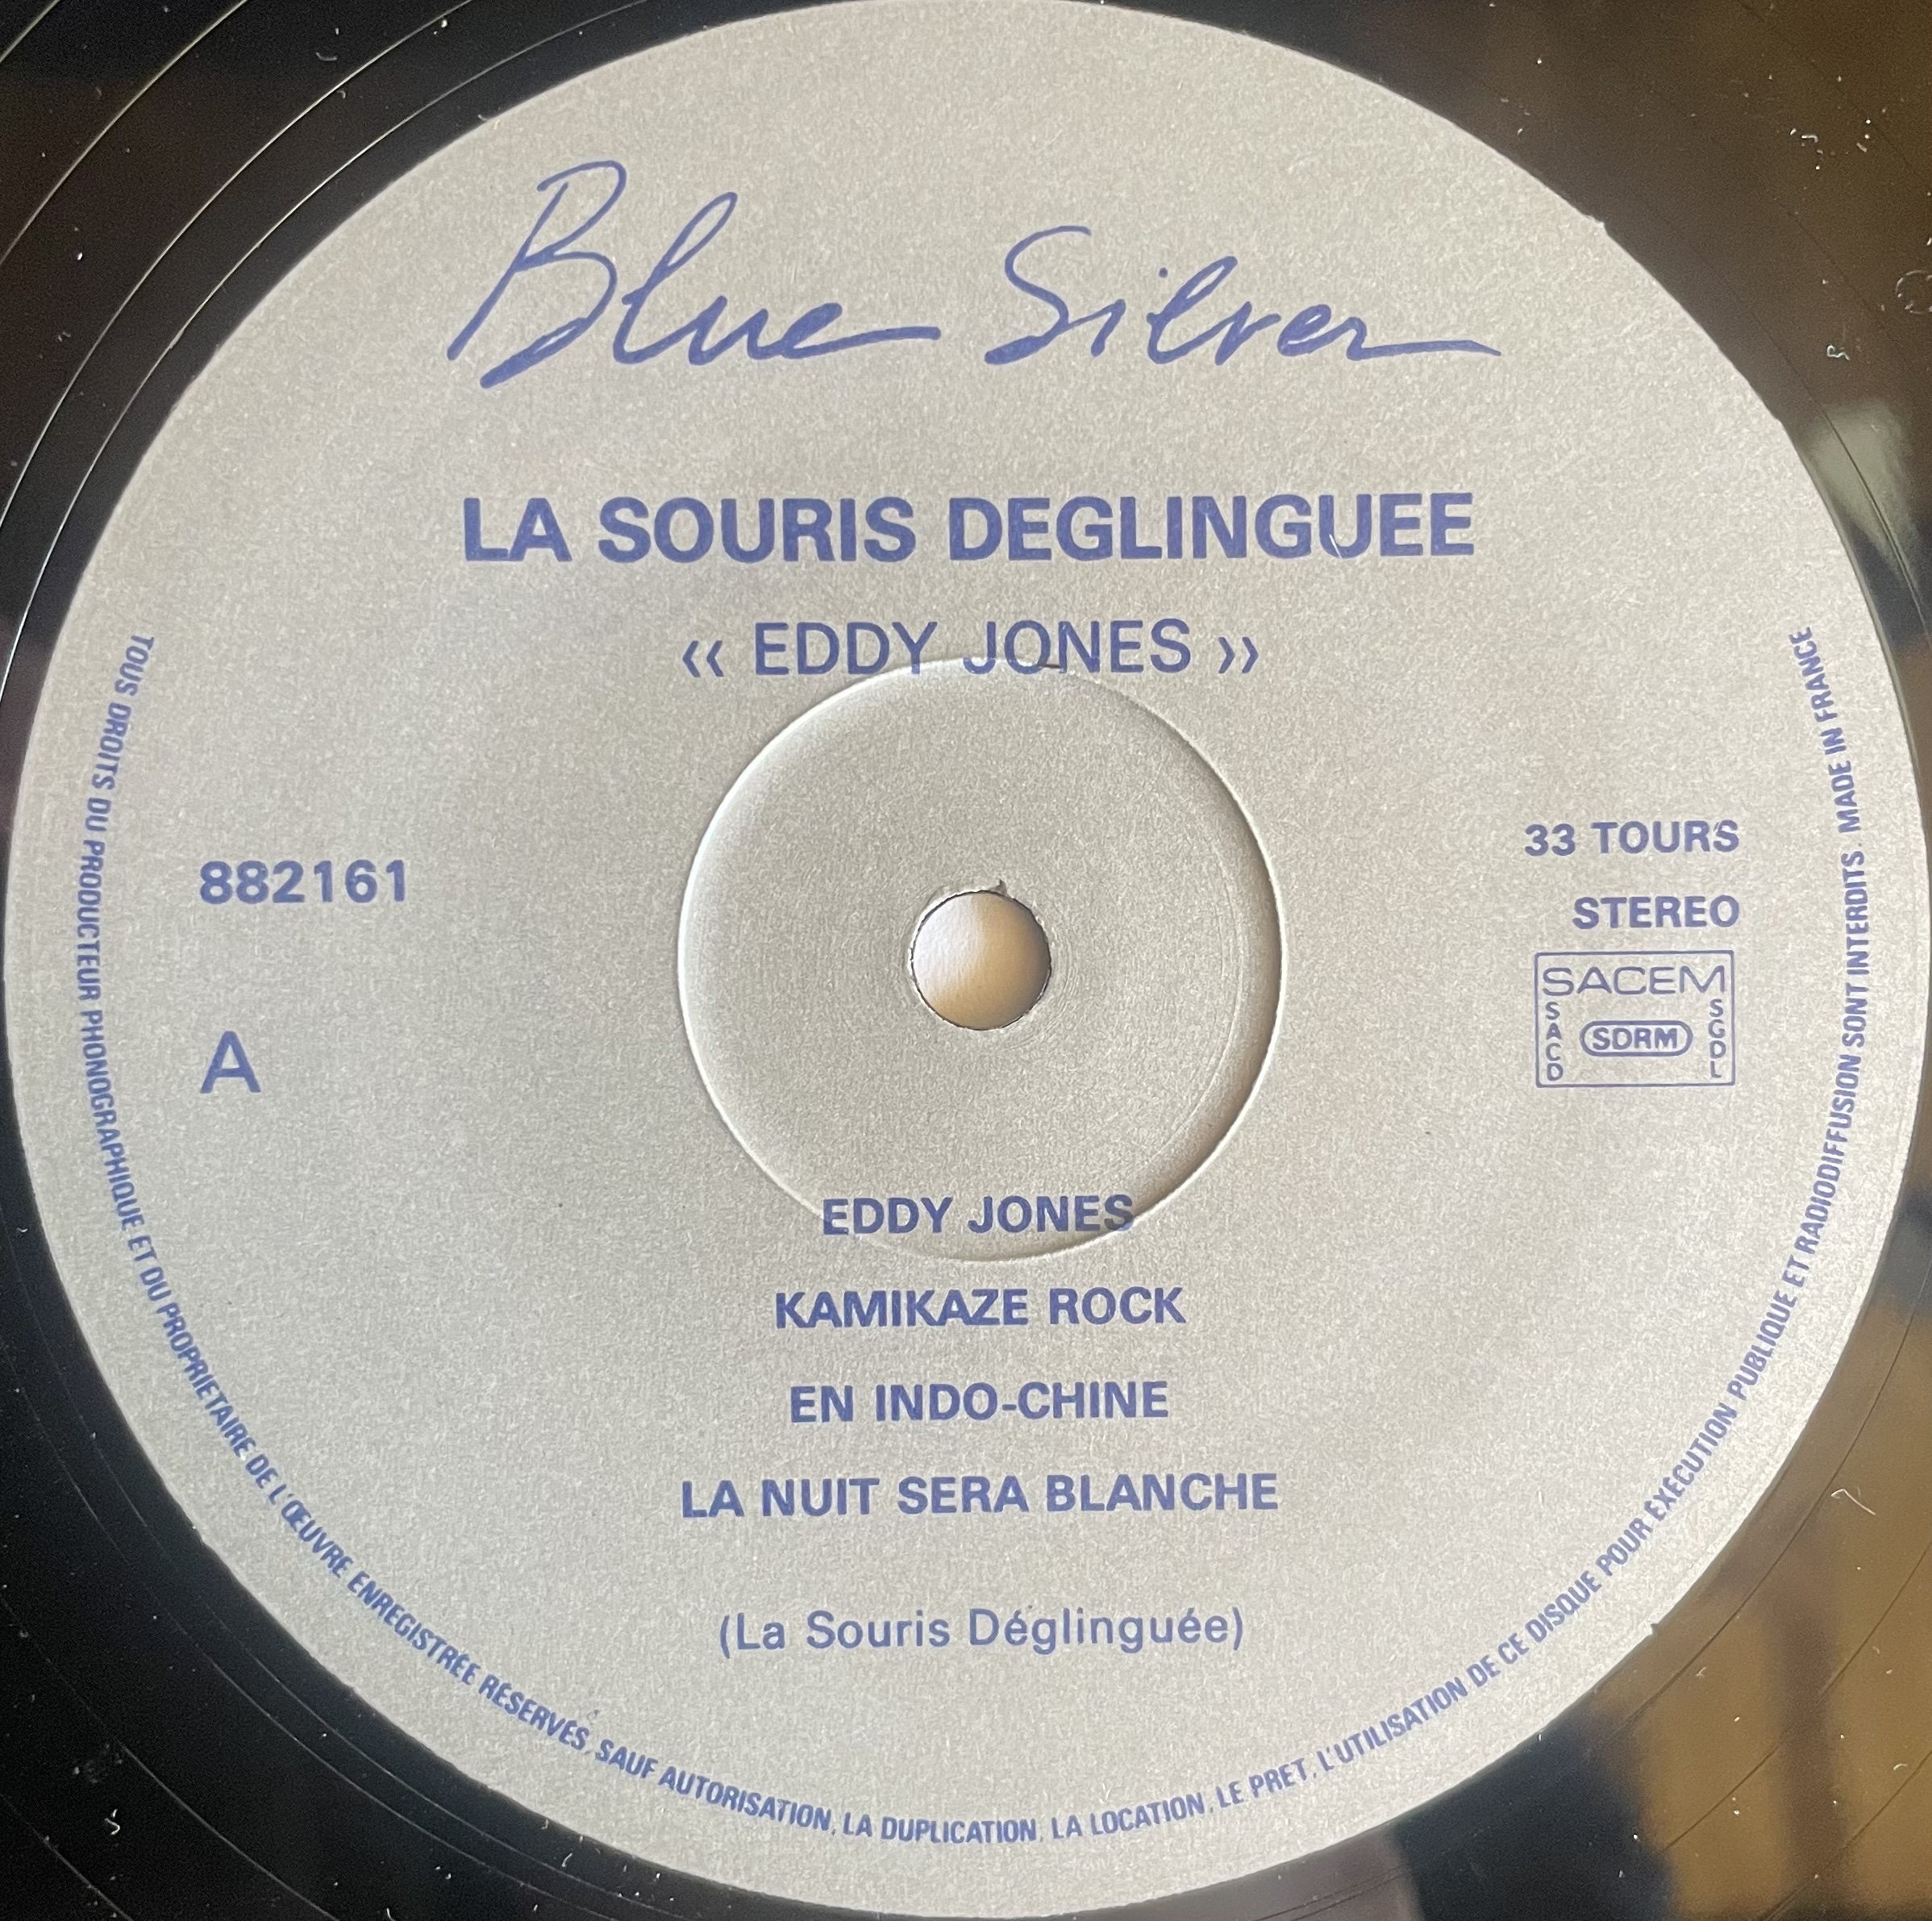 Blue Silver
LA SOURIS DEGLINGUEE
‹‹ EDDY JONES ››
882161
A
33 TOURS
STEREO
SACEM
SACD
SDRM
SGDL
EDDY JONES
KAMIKAZE ROCK
EN INDO-CHINE
LA NUIT SERA BLANCHE
(La Souris Déglinguée)
TOUS DROITS DU PRODUCTEUR PHONOGRAPHIQUE ET DU PROPRIETAIRE DE L'ŒUVRE ENREGISTRÉE RÉSERVÉS. SAUF AUTORISATION, LA DUPLICATION, LA LOCATION, LE PRET, L'UTILISATION DE CE DISQUE POUR EXÉCUTION PUBLIQUE ET RADIODIFFUSION SONT INTERDITS. MADE IN FRANCE